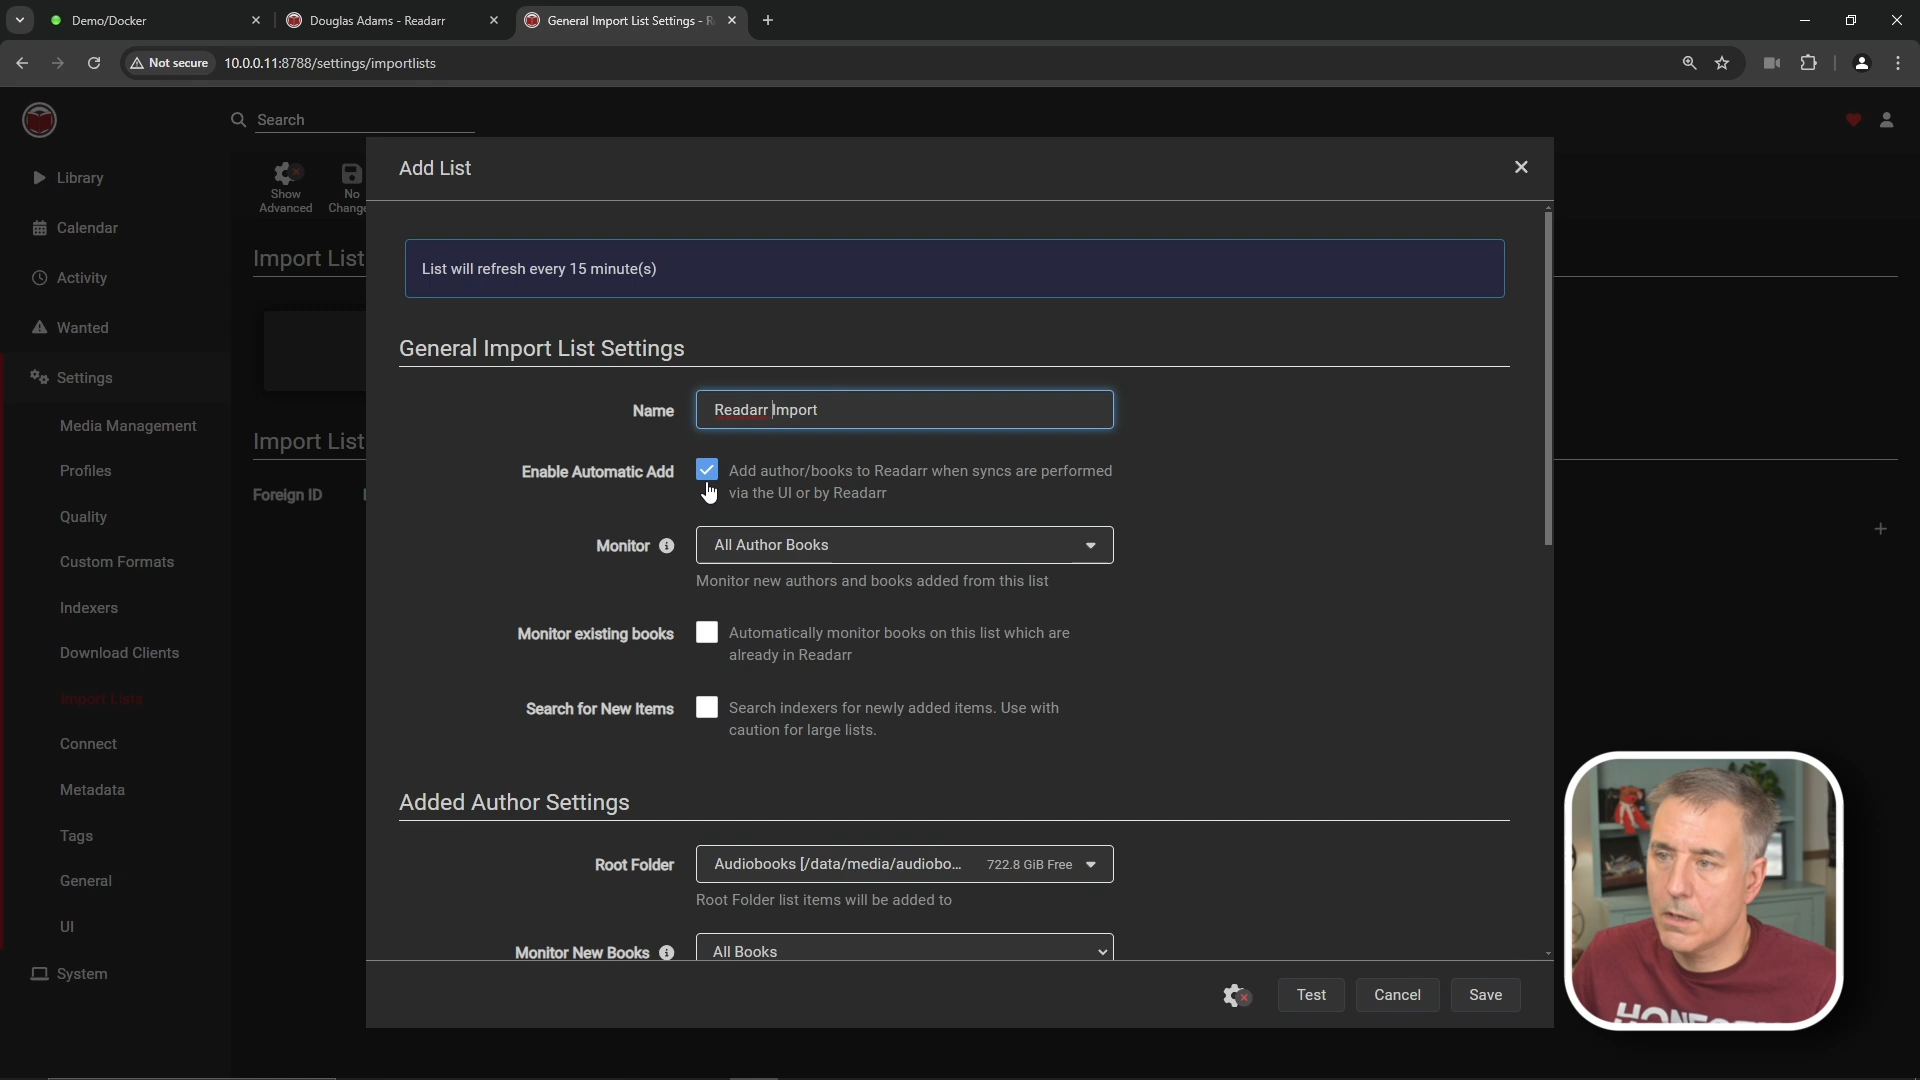 Demo/Docker
Douglas Adams - Readarr
General Import List Settings - R
Not secure
10.0.0.11:8788/settings/importlists
Search
Library
Calendar
Activity
Wanted
Settings
Media Management
Profiles
Quality
Custom Formats
Indexers
Download Clients
Import Lists
Connect
Metadata
Tags
General
UI
System
Show
Advanced
No
Change
Import List
Import List
Foreign ID
Add List
List will refresh every 15 minute(s)
General Import List Settings
Name
Readarr Import
Enable Automatic Add
Add author/books to Readarr when syncs are performed
via the UI or by Readarr
Monitor
All Author Books
Monitor new authors and books added from this list
Monitor existing books
Automatically monitor books on this list which are
already in Readarr
Search for New Items
Search indexers for newly added items. Use with
caution for large lists.
Added Author Settings
Root Folder
Audiobooks [/data/media/audiobo... 722.8 GiB Free
Root Folder list items will be added to
Monitor New Books
All Books
Test
Cancel
Save